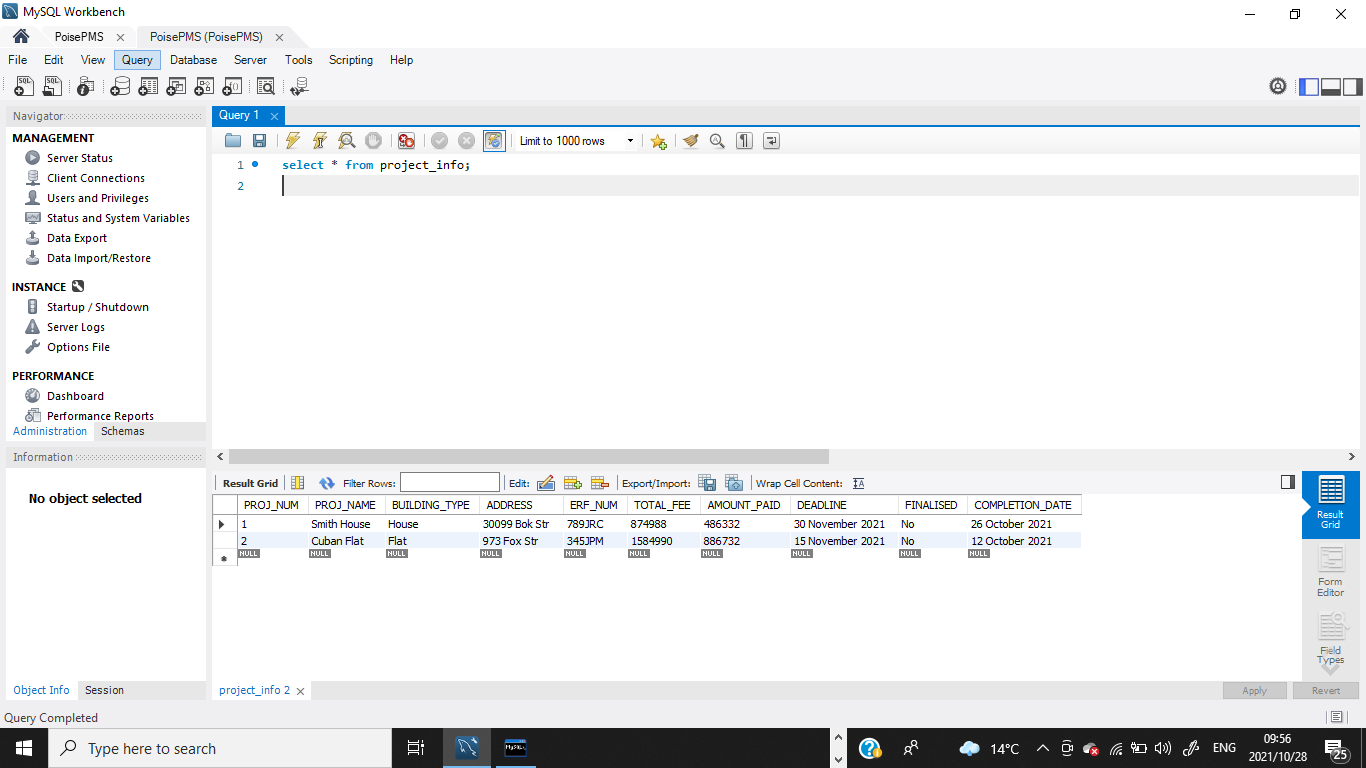 MySQL Workbench
PoisePMS
PoisePMS (PoisePMS)
File Edit View Query Database Server Tools Scripting Help
Navigator
MANAGEMENT
Server Status
Client Connections
Users and Privileges
Status and System Variables
Data Export
Data Import/Restore
INSTANCE
Startup / Shutdown
Server Logs
Options File
PERFORMANCE
Dashboard
Performance Reports
Administration Schemas
Information
No object selected
Object Info Session
Query 1
Limit to 1000 rows
1 select * from project_info;
2
Result Grid Filter Rows: Edit: Export/Import: Wrap Cell Content: IA
PROJ_NUM PROJ_NAME BUILDING_TYPE ADDRESS ERF_NUM TOTAL_FEE AMOUNT_PAID DEADLINE FINALISED COMPLETION_DATE
1 Smith House House 30099 Bok Str 789JRC 874988 486332 30 November 2021 No 26 October 2021
2 Cuban Flat Flat 973 Fox Str 345JPM 1584990 886732 15 November 2021 No 12 October 2021
NULL NULL NULL NULL NULL NULL NULL NULL NULL NULL
Result
Grid
Form
Editor
Field
Types
project_info 2
Apply Revert
Query Completed
Type here to search
14°C
ENG
09:56
2021/10/28
25